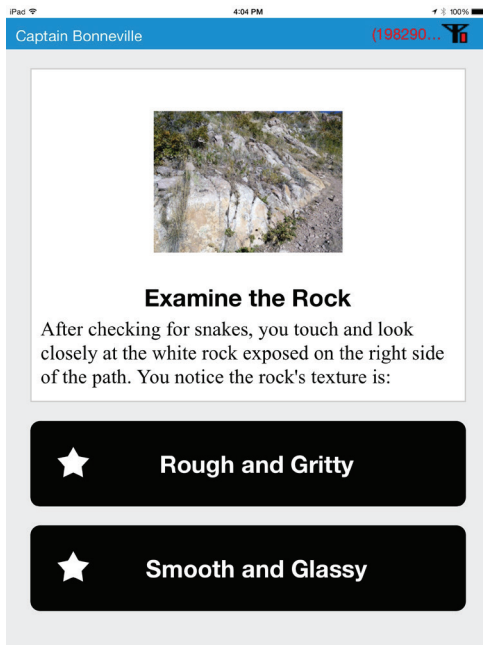 iPad 4:04 PM 100%
Captain Bonneville (198290...
Examine the Rock
After checking for snakes, you touch and look
closely at the white rock exposed on the right side
of the path. You notice the rock's texture is:
Rough and Gritty
Smooth and Glassy